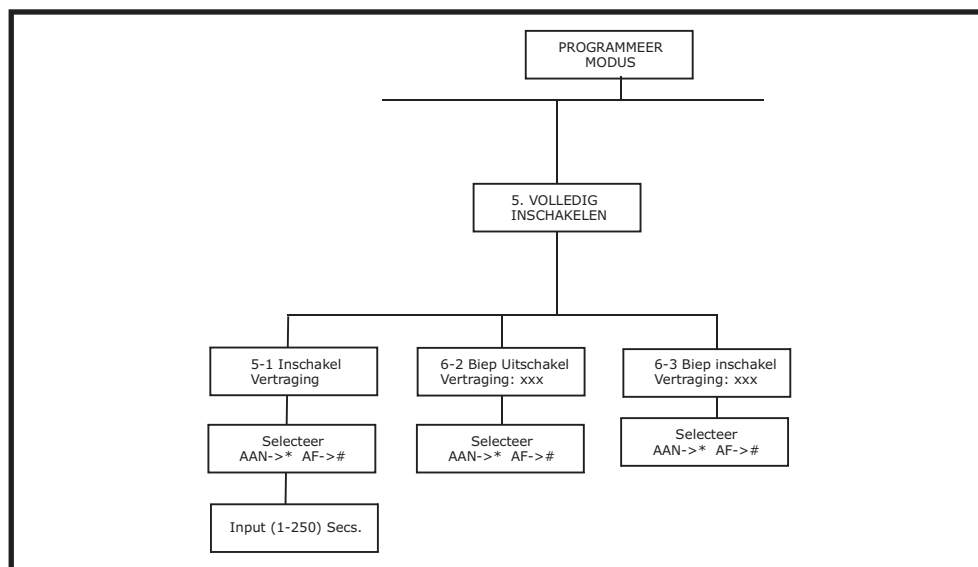 PROGRAMMEER
MODUS
5. VOLLEDIG
INSCHAKELEN
5-1 Inschakel
Vertraging
6-2 Biep Uitschakel
Vertraging: xxx
6-3 Biep inschakel
Vertraging: xxx
Selecteer
AAN->* AF->#
Selecteer
AAN->* AF->#
Selecteer
AAN->* AF->#
Input (1-250) Secs.